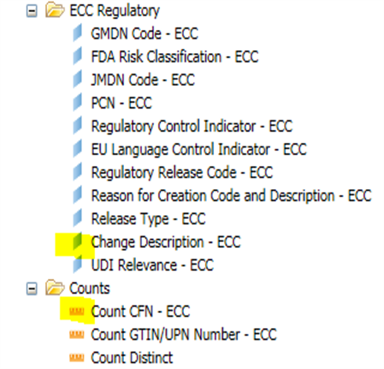 ECC Regulatory
GMDN Code - ECC
FDA Risk Classification - ECC
JMDN Code - ECC
PCN - ECC
Regulatory Control Indicator - ECC
EU Language Control Indicator - ECC
Regulatory Release Code - ECC
Reason for Creation Code and Description - ECC
Release Type - ECC
Change Description - ECC
UDI Relevance - ECC
Counts
Count CFN - ECC
Count GTIN/UPN Number - ECC
Count Distinct